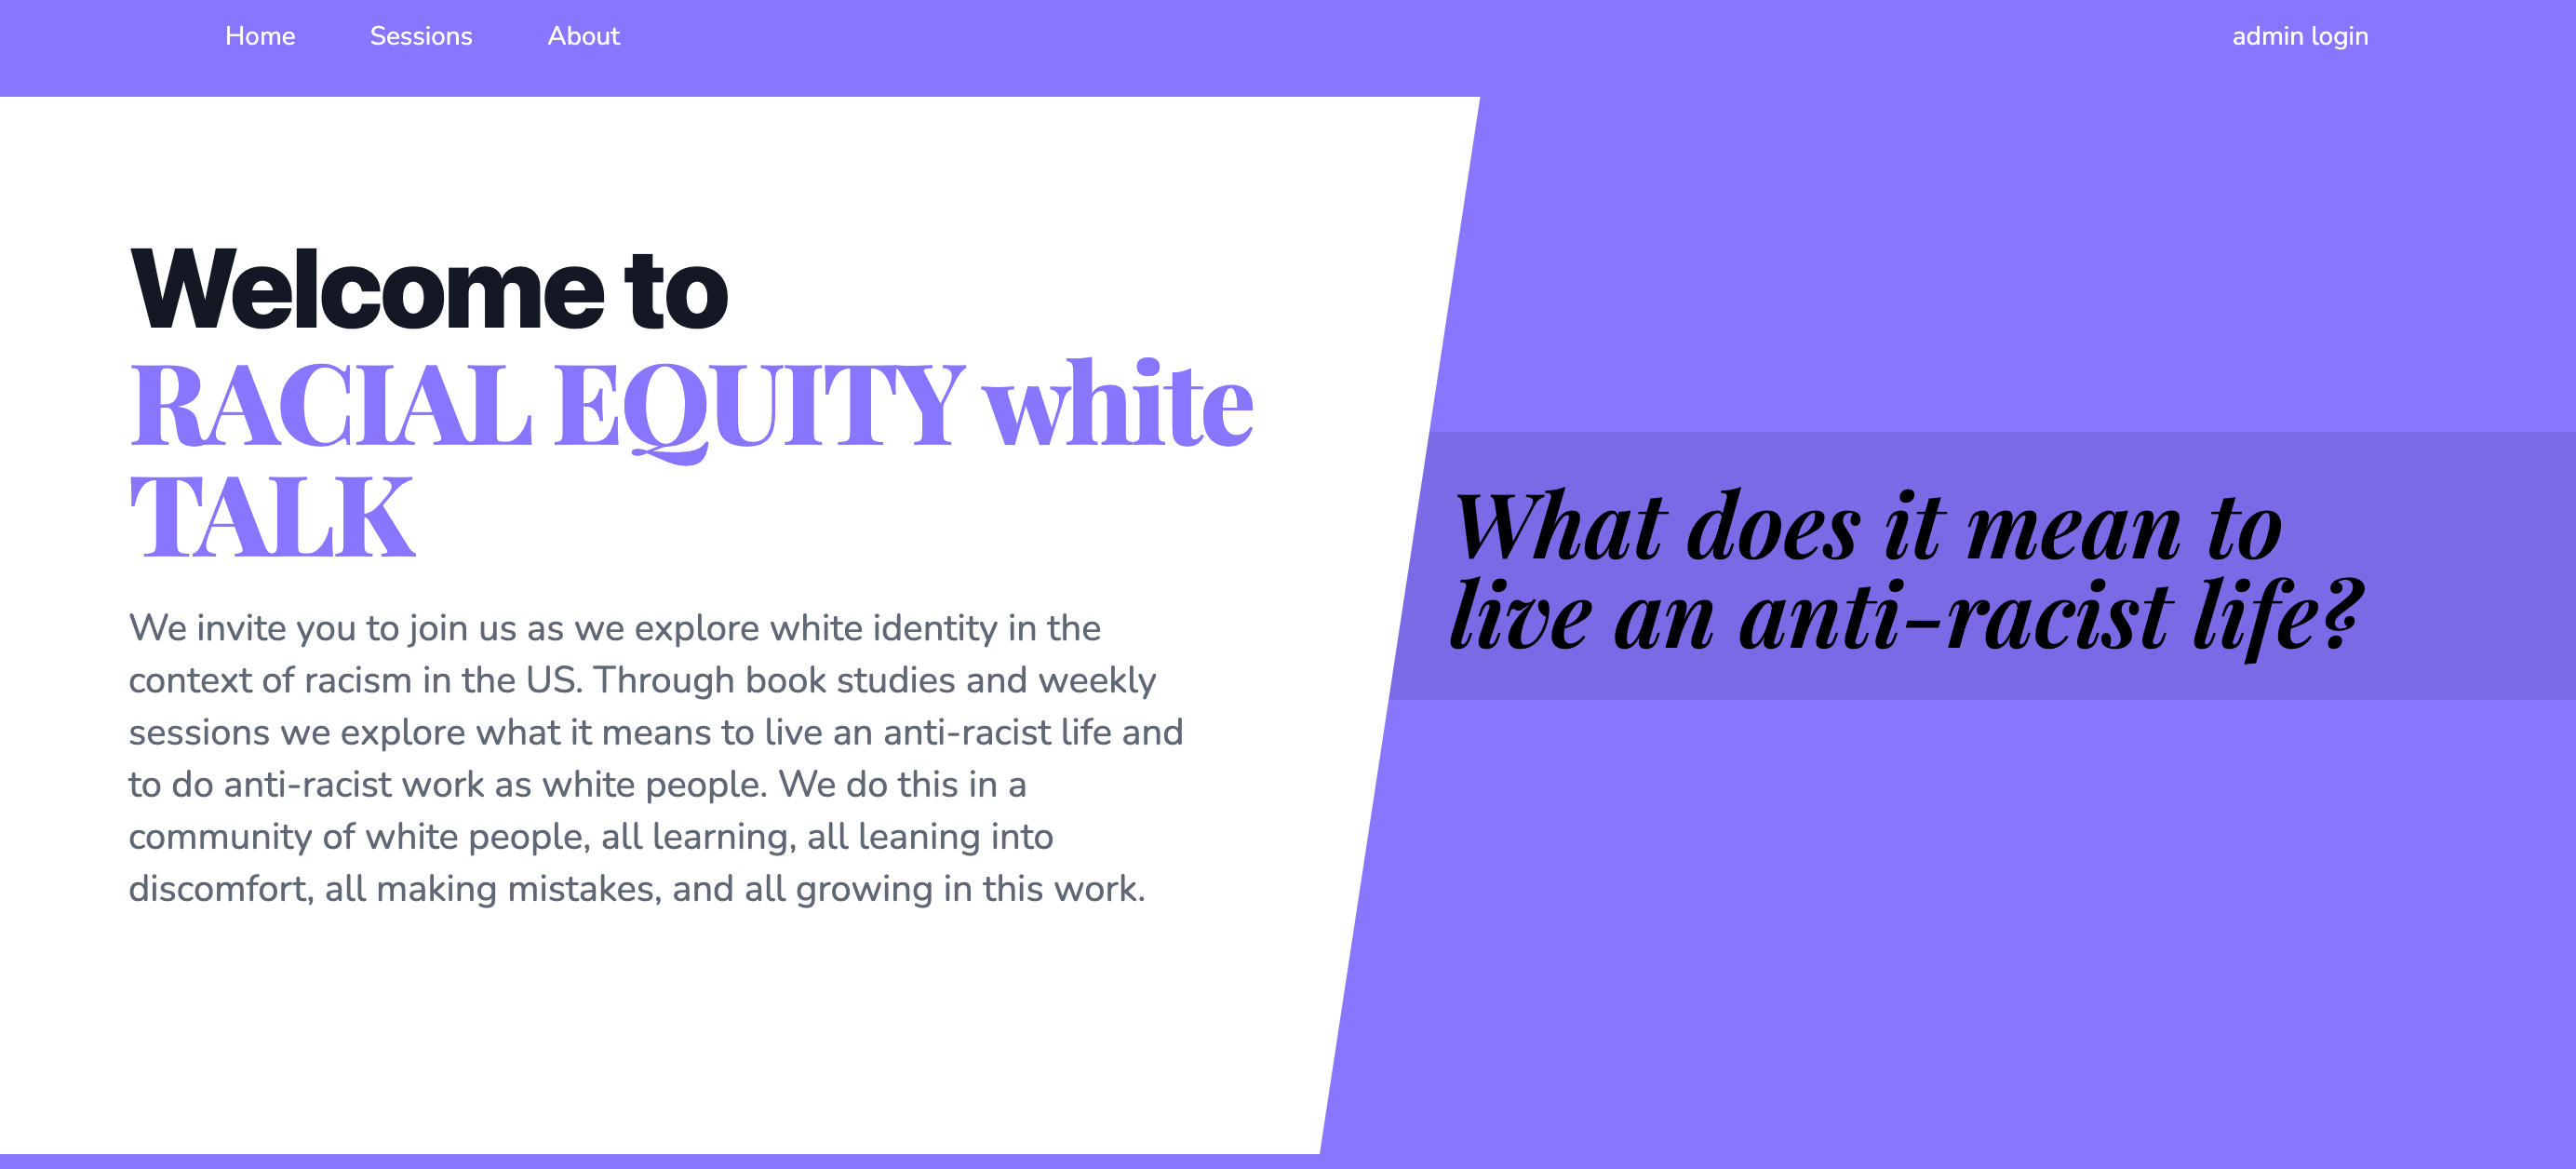 Home Sessions About admin login
Welcome to
RACIAL EQUITY white
TALK
We invite you to join us as we explore white identity in the
context of racism in the US. Through book studies and weekly
sessions we explore what it means to live an anti-racist life and
to do anti-racist work as white people. We do this in a
community of white people, all learning, all leaning into
discomfort, all making mistakes, and all growing in this work.
What does it mean to
live an anti-racist life?